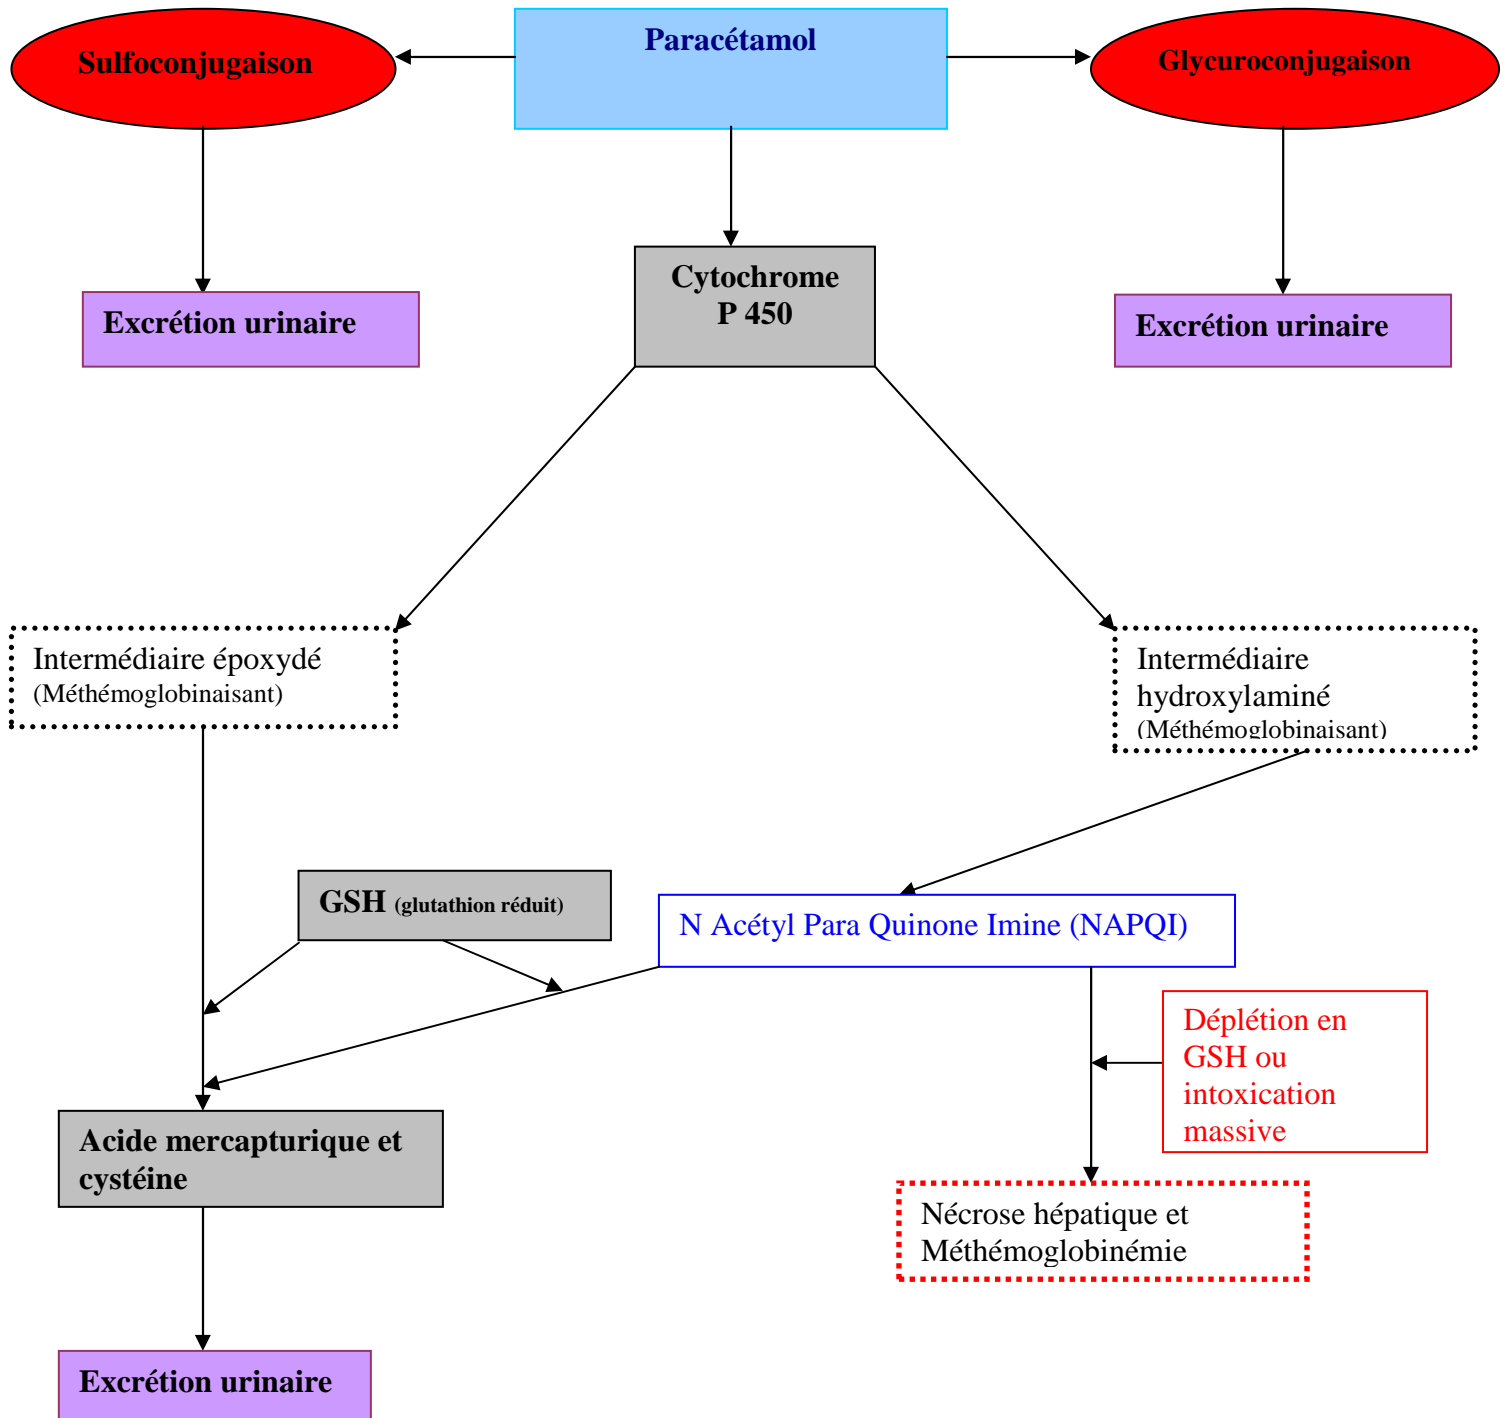 Paracétamol
Sulfoconjugaison
Glycuroconjugaison
Cytochrome
P 450
Excrétion urinaire
Excrétion urinaire
Intermédiaire époxydé
(Méthémoglobinaisant)
Intermédiaire
hydroxylaminé
(Méthémoglobinaisant)
GSH (glutathion réduit)
N Acétyl Para Quinone Imine (NAPQI)
Déplétion en
GSH ou
intoxication
massive
Acide mercapturique et
cystéine
Nécrose hépatique et
Méthémoglobinémie
Excrétion urinaire